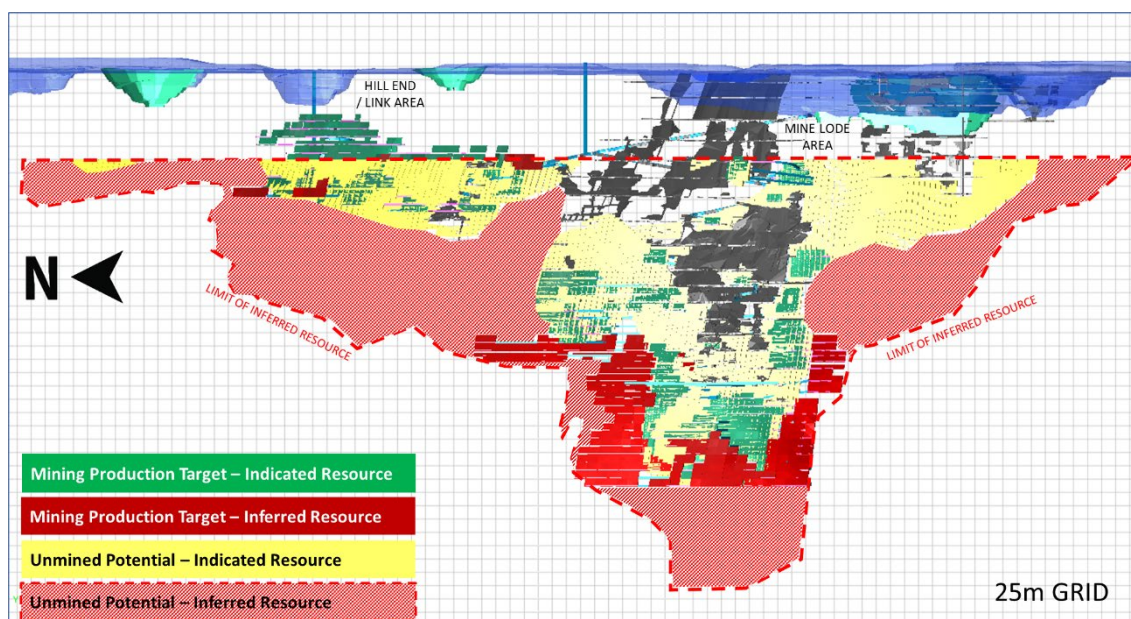 HILL END
/ LINK AREA
MINE LODE
AREA
N
LIMIT OF INFERRED RESOURCE
LIMIT OF INFERRED RESOURCE
Mining Production Target – Indicated Resource
Mining Production Target – Inferred Resource
Unmined Potential – Indicated Resource
Unmined Potential – Inferred Resource
Y
25m GRID